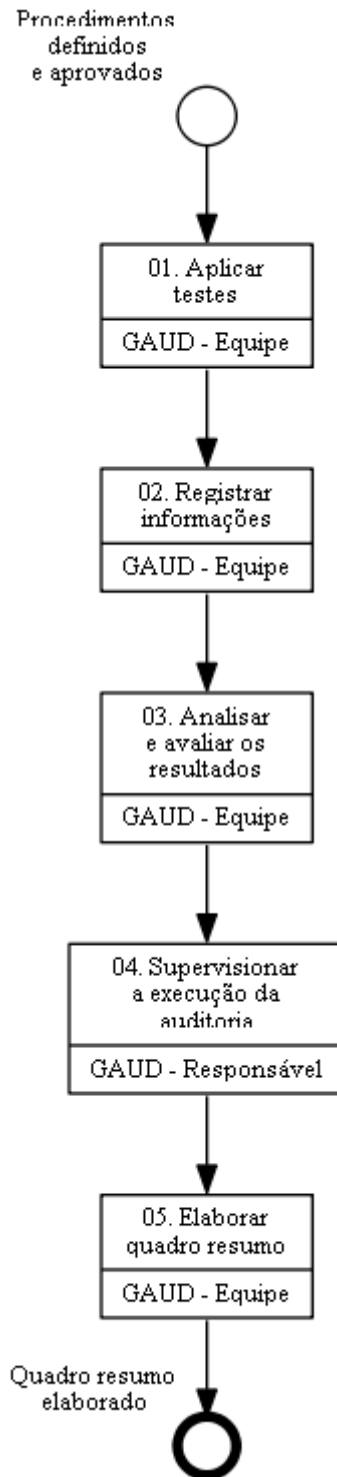 Procedimentos
definidos
e aprovados
01. Aplicar
testes
GAUD - Equipe
02. Registrar
informações
GAUD - Equipe
03. Analisar
e avaliar os
resultados
GAUD - Equipe
04. Supervisionar
a execução da
auditoria
GAUD - Responsável
05. Elaborar
quadro resumo
GAUD - Equipe
Quadro resumo
elaborado